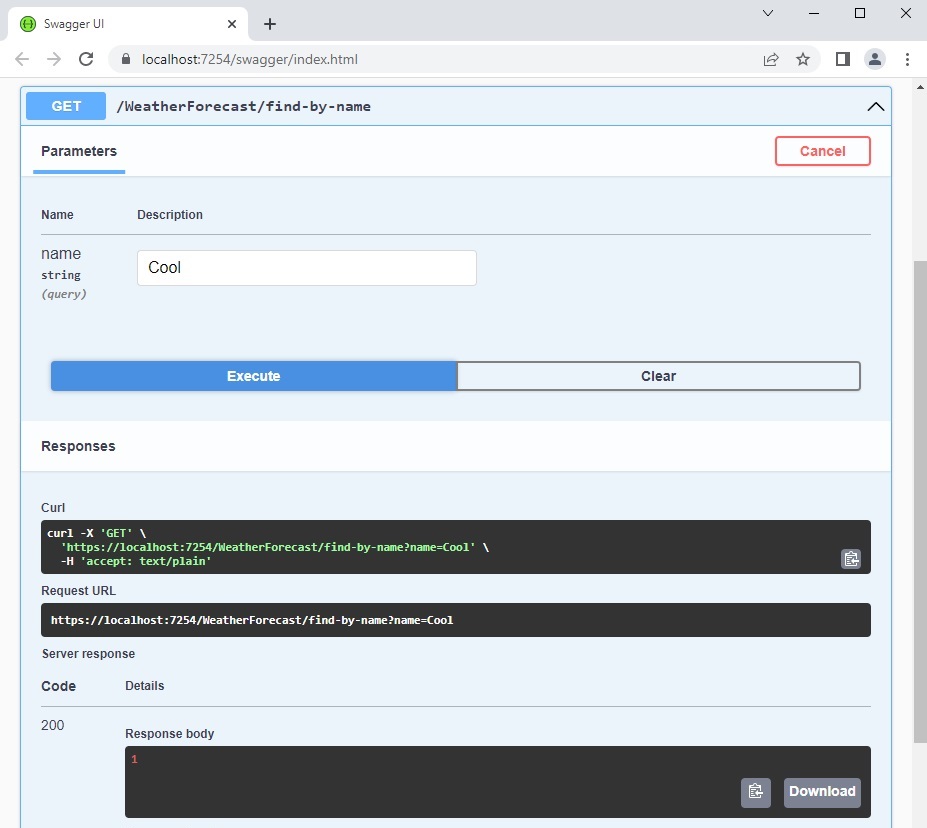 Swagger UI
localhost:7254/swagger/index.html
GET /WeatherForecast/find-by-name
Parameters Cancel
Name Description
name
string
(query)
Cool
Execute Clear
Responses
Curl
curl -X 'GET' \
'https://localhost:7254/WeatherForecast/find-by-name?name=Cool' \
-H 'accept: text/plain'
Request URL
https://localhost:7254/WeatherForecast/find-by-name?name=Cool
Server response
Code Details
200
Response body
1
Download